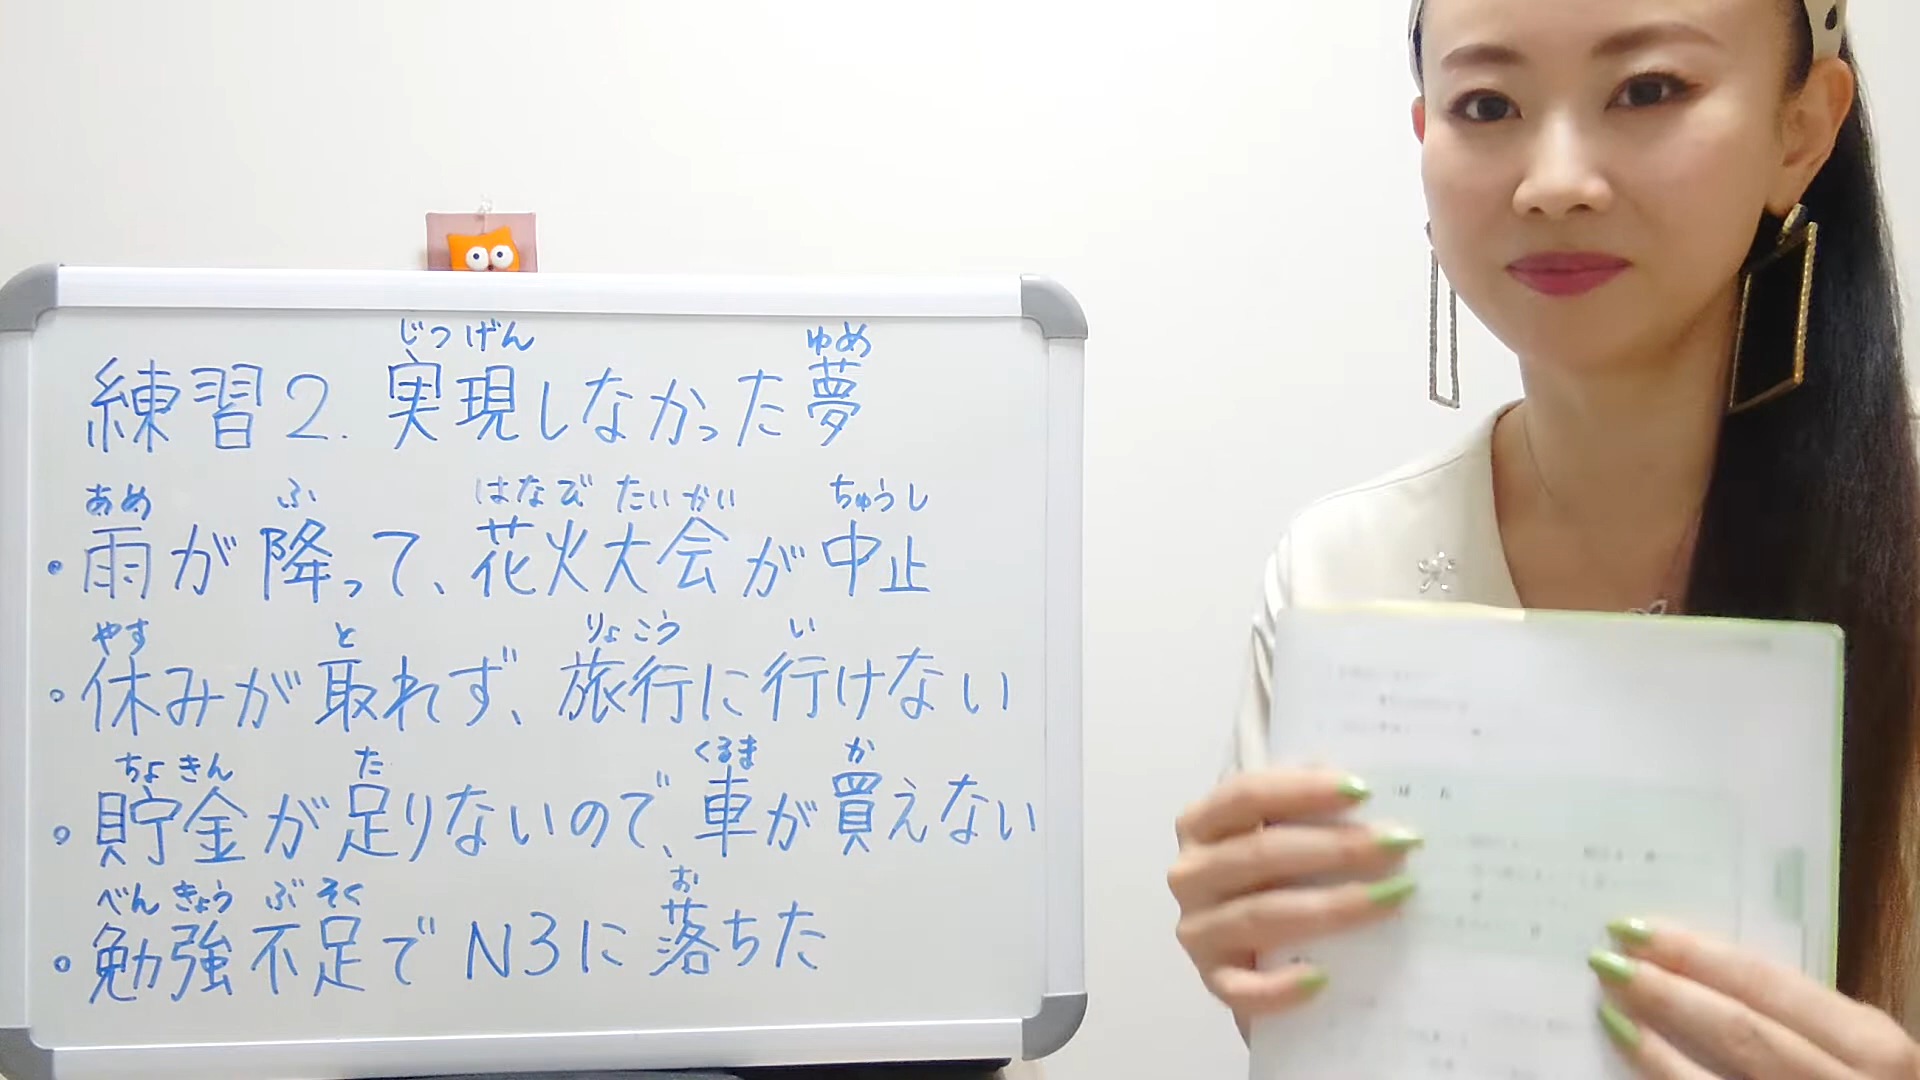 じつげん ゆめ
練習2. 実現しなかった夢
あめ ふ はなび たいかい ちゅうし
・雨が降って、花火大会が中止
やす と りょこう い
・休みが取れず、旅行に行けない
ちょきん た くるま か
・貯金が足りないので、車が買えない
べんきょうぶそく お
・勉強不足でN3に落ちた